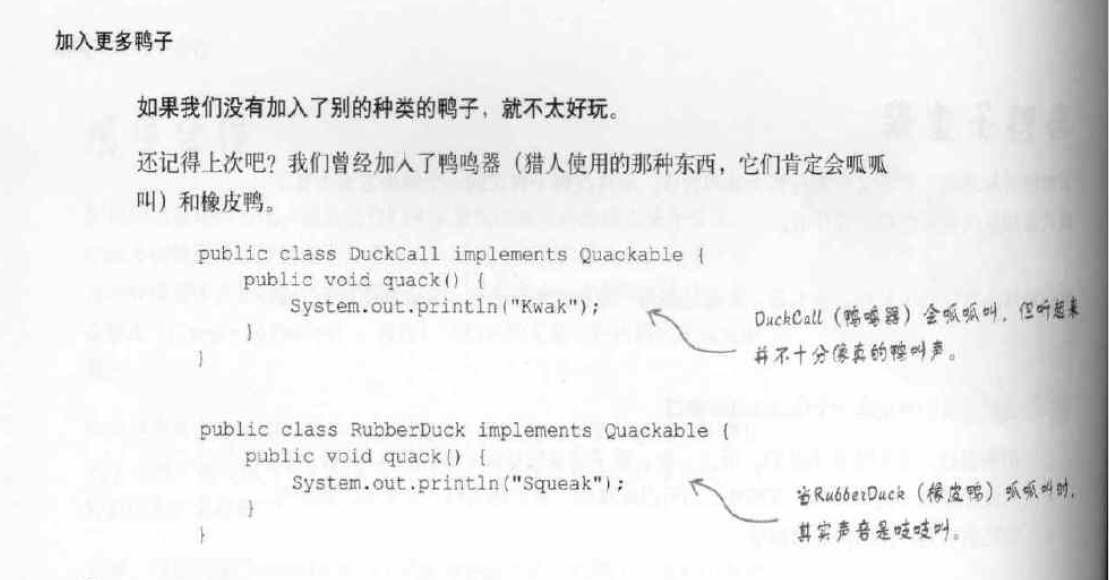 加入更多鸭子
如果我们没有加入了别的种类的鸭子，就不太好玩。
还记得上次吧？我们曾经加入了鸭鸣器（猎人使用的那种东西，它们肯定会呱呱
叫）和橡皮鸭。
public class DuckCall implements Quackable {
public void quack() {
System.out.println("Kwak");
}
}
DuckCall（鸭鸣器）会呱呱叫，但听起来
并不十分像真的鸭叫声。
public class RubberDuck implements Quackable {
public void quack() {
System.out.println("Squeak");
}
}
当RubberDuck（橡皮鸭）呱呱叫时，
其实声音是吱吱叫。